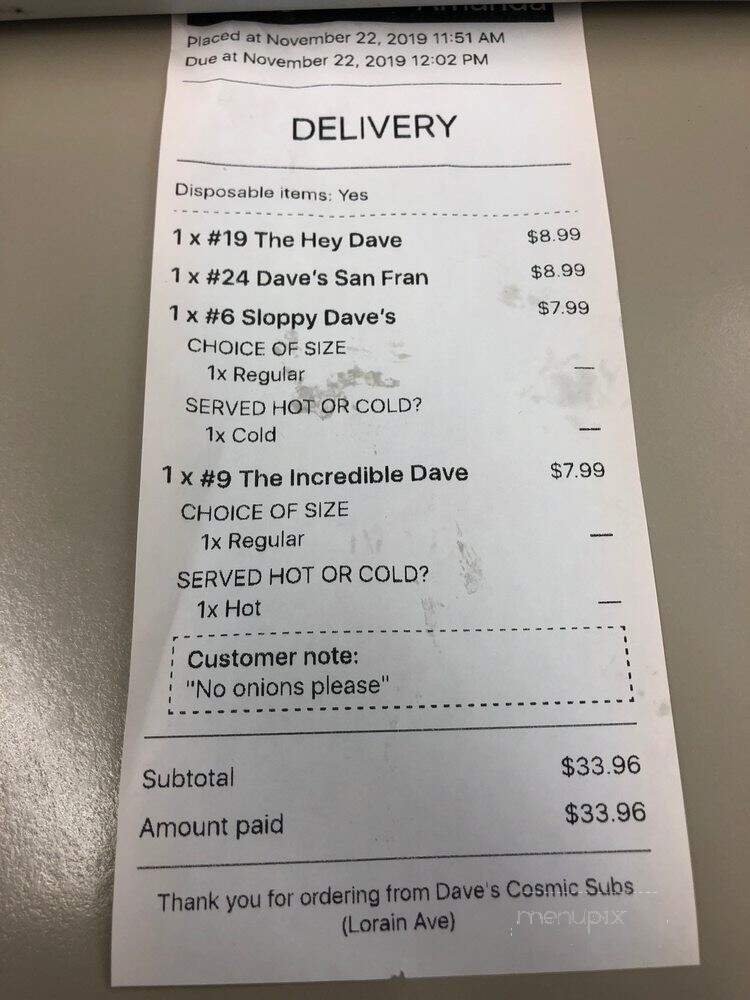 Placed at November 22, 2019 11:51 AM
Due at November 22, 2019 12:02 PM
DELIVERY
Disposable items: Yes
1 x #19 The Hey Dave $8.99
1 x #24 Dave's San Fran $8.99
1 x #6 Sloppy Dave's $7.99
CHOICE OF SIZE
1x Regular —
SERVED HOT OR COLD?
1x Cold —
1 x #9 The Incredible Dave $7.99
CHOICE OF SIZE
1x Regular —
SERVED HOT OR COLD?
1x Hot —
Customer note:
"No onions please"
Subtotal $33.96
Amount paid $33.96
Thank you for ordering from Dave's Cosmic Subs
(Lorain Ave)
menupix